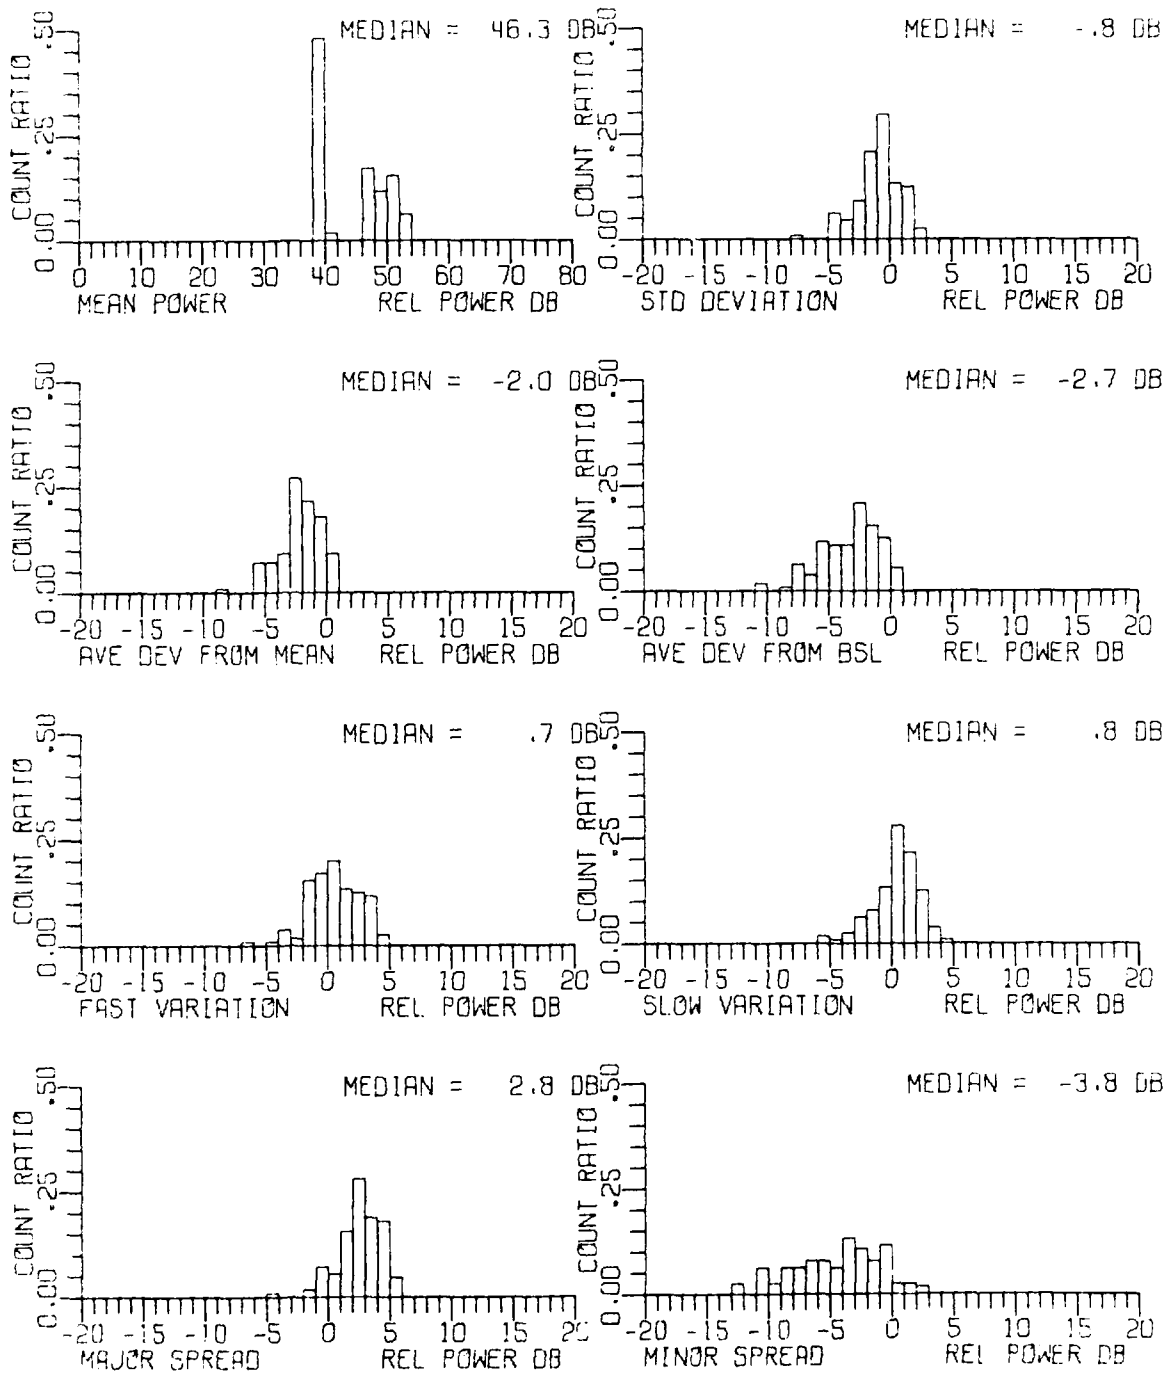 MEDIAN = 46.3 DB
COUNT RATIO
0.00 .25 .50
0 10 20 30 40 50 60 70 80
MEAN POWER REL POWER DB
MEDIAN = -.8 DB
COUNT RATIO
0.00 .25 .50
-20 -15 -10 -5 0 5 10 15 20
STD DEVIATION REL POWER DB
MEDIAN = -2.0 DB
COUNT RATIO
0.00 .25 .50
-20 -15 -10 -5 0 5 10 15 20
AVE DEV FROM MEAN REL POWER DB
MEDIAN = -2.7 DB
COUNT RATIO
0.00 .25 .50
-20 -15 -10 -5 0 5 10 15 20
AVE DEV FROM BSL REL POWER DB
MEDIAN = .7 DB
COUNT RATIO
0.00 .25 .50
-20 -15 -10 -5 0 5 10 15 20
FAST VARIATION REL POWER DB
MEDIAN = .8 DB
COUNT RATIO
0.00 .25 .50
-20 -15 -10 -5 0 5 10 15 20
SLOW VARIATION REL POWER DB
MEDIAN = 2.8 DB
COUNT RATIO
0.00 .25 .50
-20 -15 -10 -5 0 5 10 15 20
MAJOR SPREAD REL POWER DB
MEDIAN = -3.8 DB
COUNT RATIO
0.00 .25 .50
-20 -15 -10 -5 0 5 10 15 20
MINOR SPREAD REL POWER DB